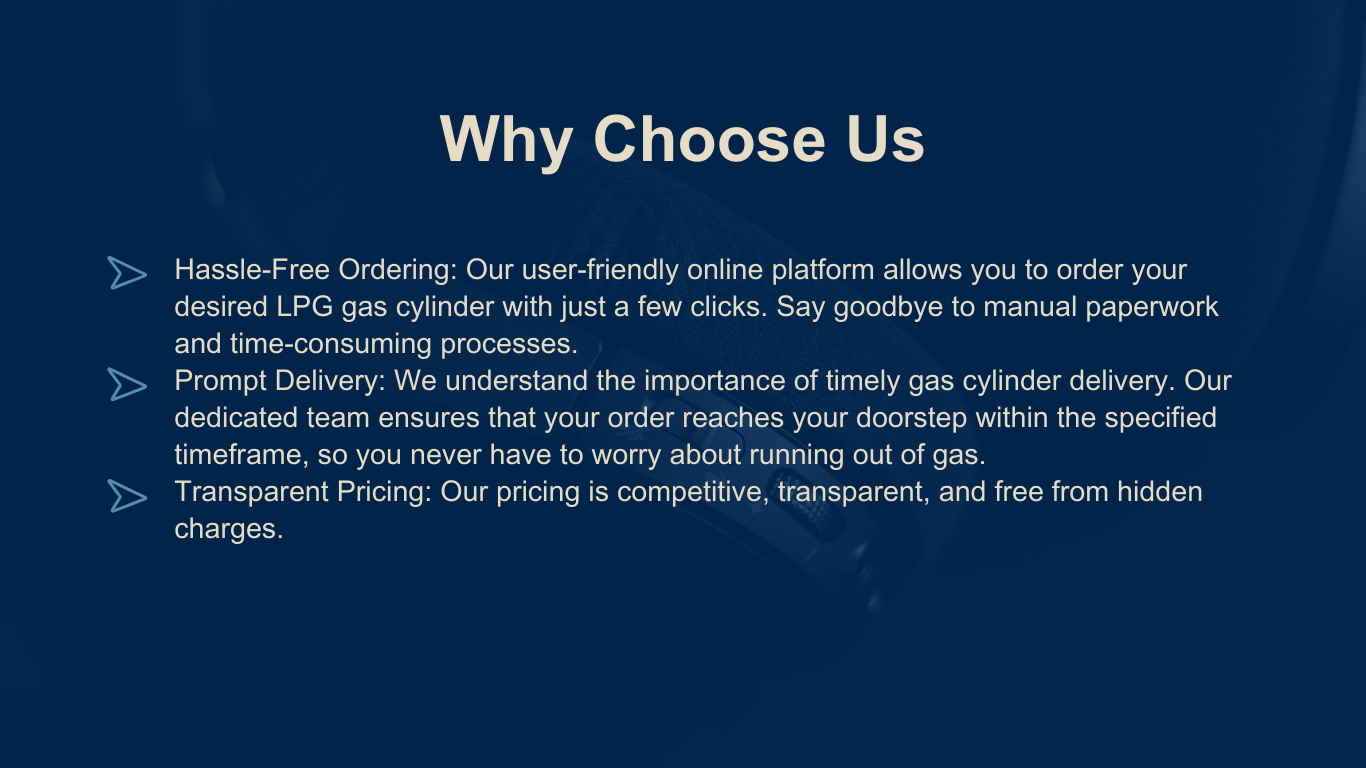 Why Choose Us
Hassle-Free Ordering: Our user-friendly online platform allows you to order your
desired LPG gas cylinder with just a few clicks. Say goodbye to manual paperwork
and time-consuming processes.
Prompt Delivery: We understand the importance of timely gas cylinder delivery. Our
dedicated team ensures that your order reaches your doorstep within the specified
timeframe, so you never have to worry about running out of gas.
Transparent Pricing: Our pricing is competitive, transparent, and free from hidden
charges.